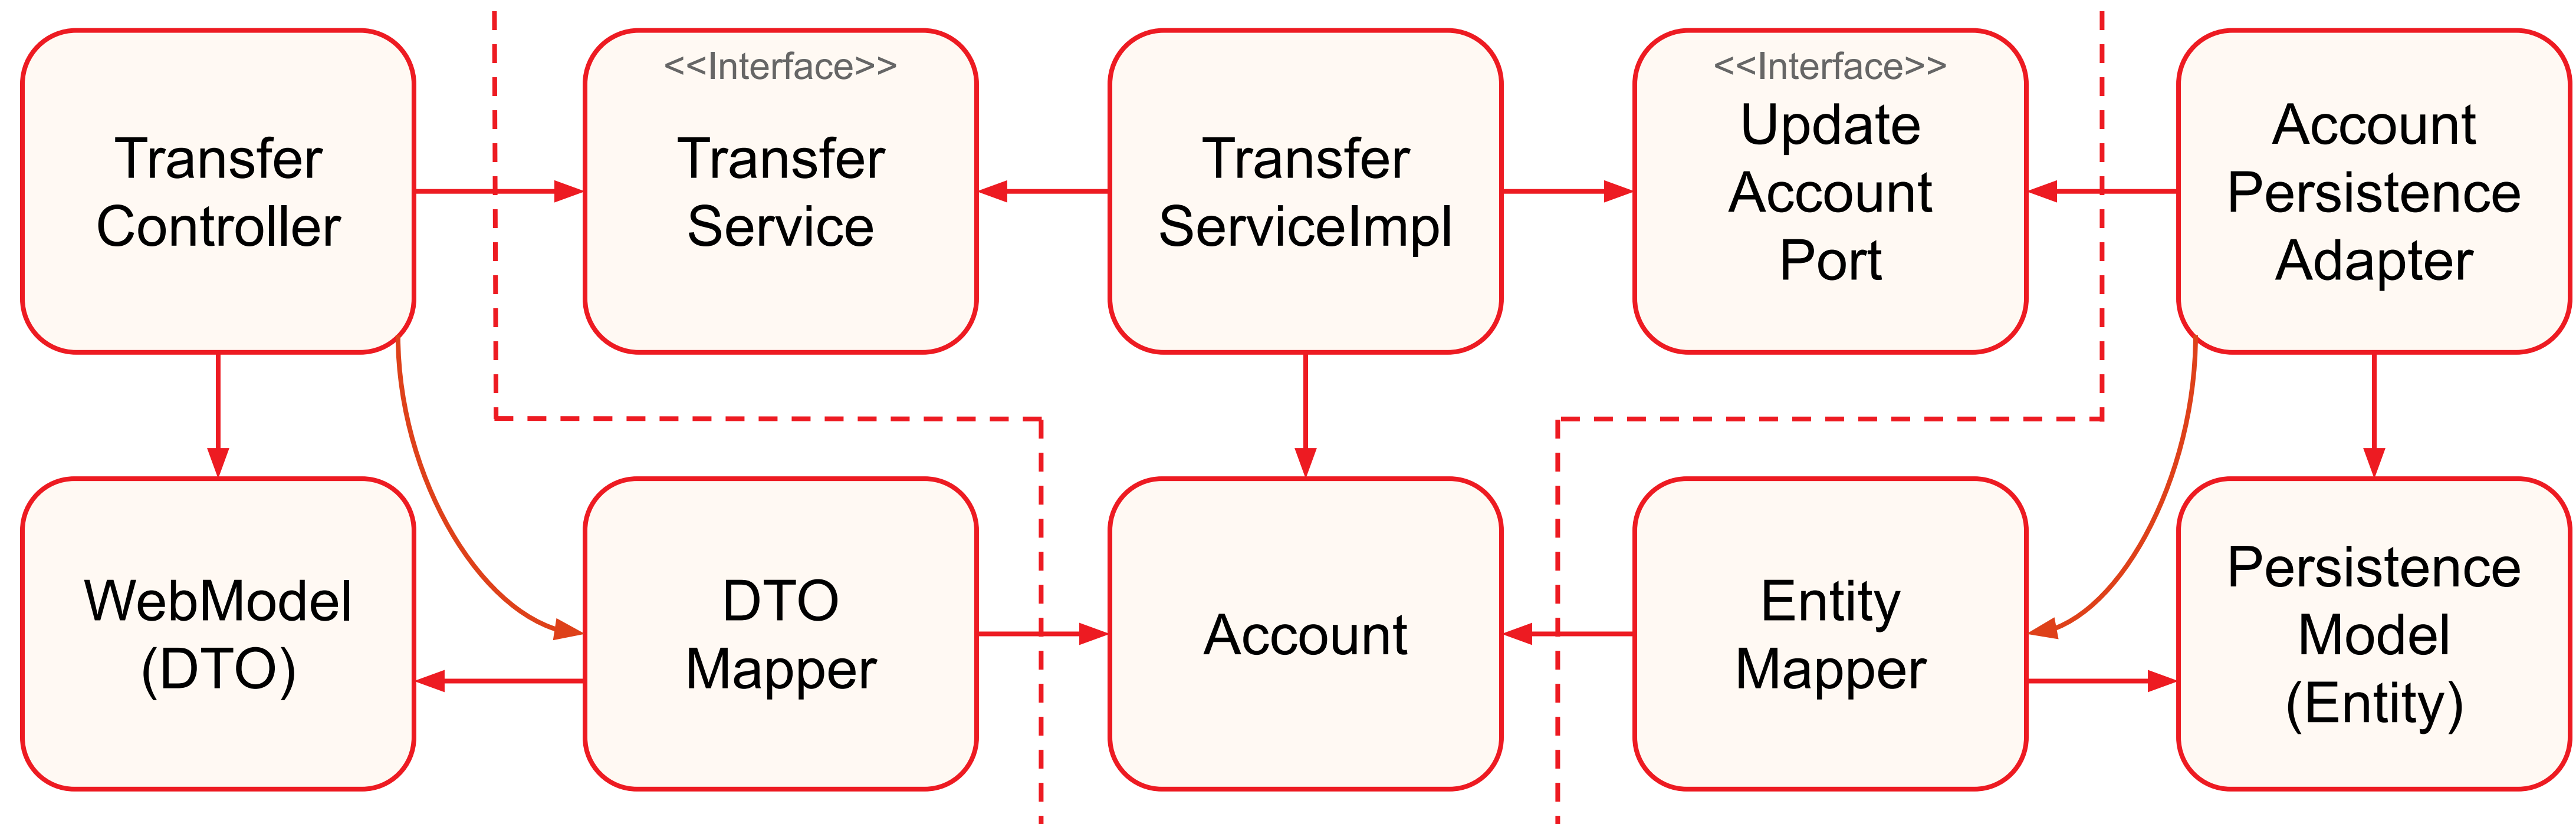 Transfer
Controller
<<Interface>>
Transfer
Service
Transfer
ServiceImpl
<<Interface>>
Update
Account
Port
Account
Persistence
Adapter
WebModel
(DTO)
DTO
Mapper
Account
Entity
Mapper
Persistence
Model
(Entity)